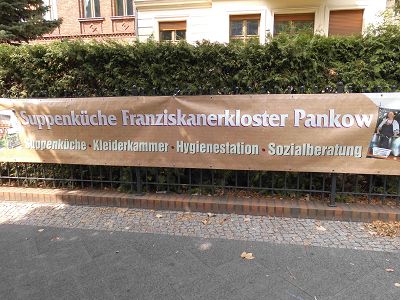 Suppenküche Franziskanerkloster Pankow
Suppenküche · Kleiderkammer · Hygienestation · Sozialberatung